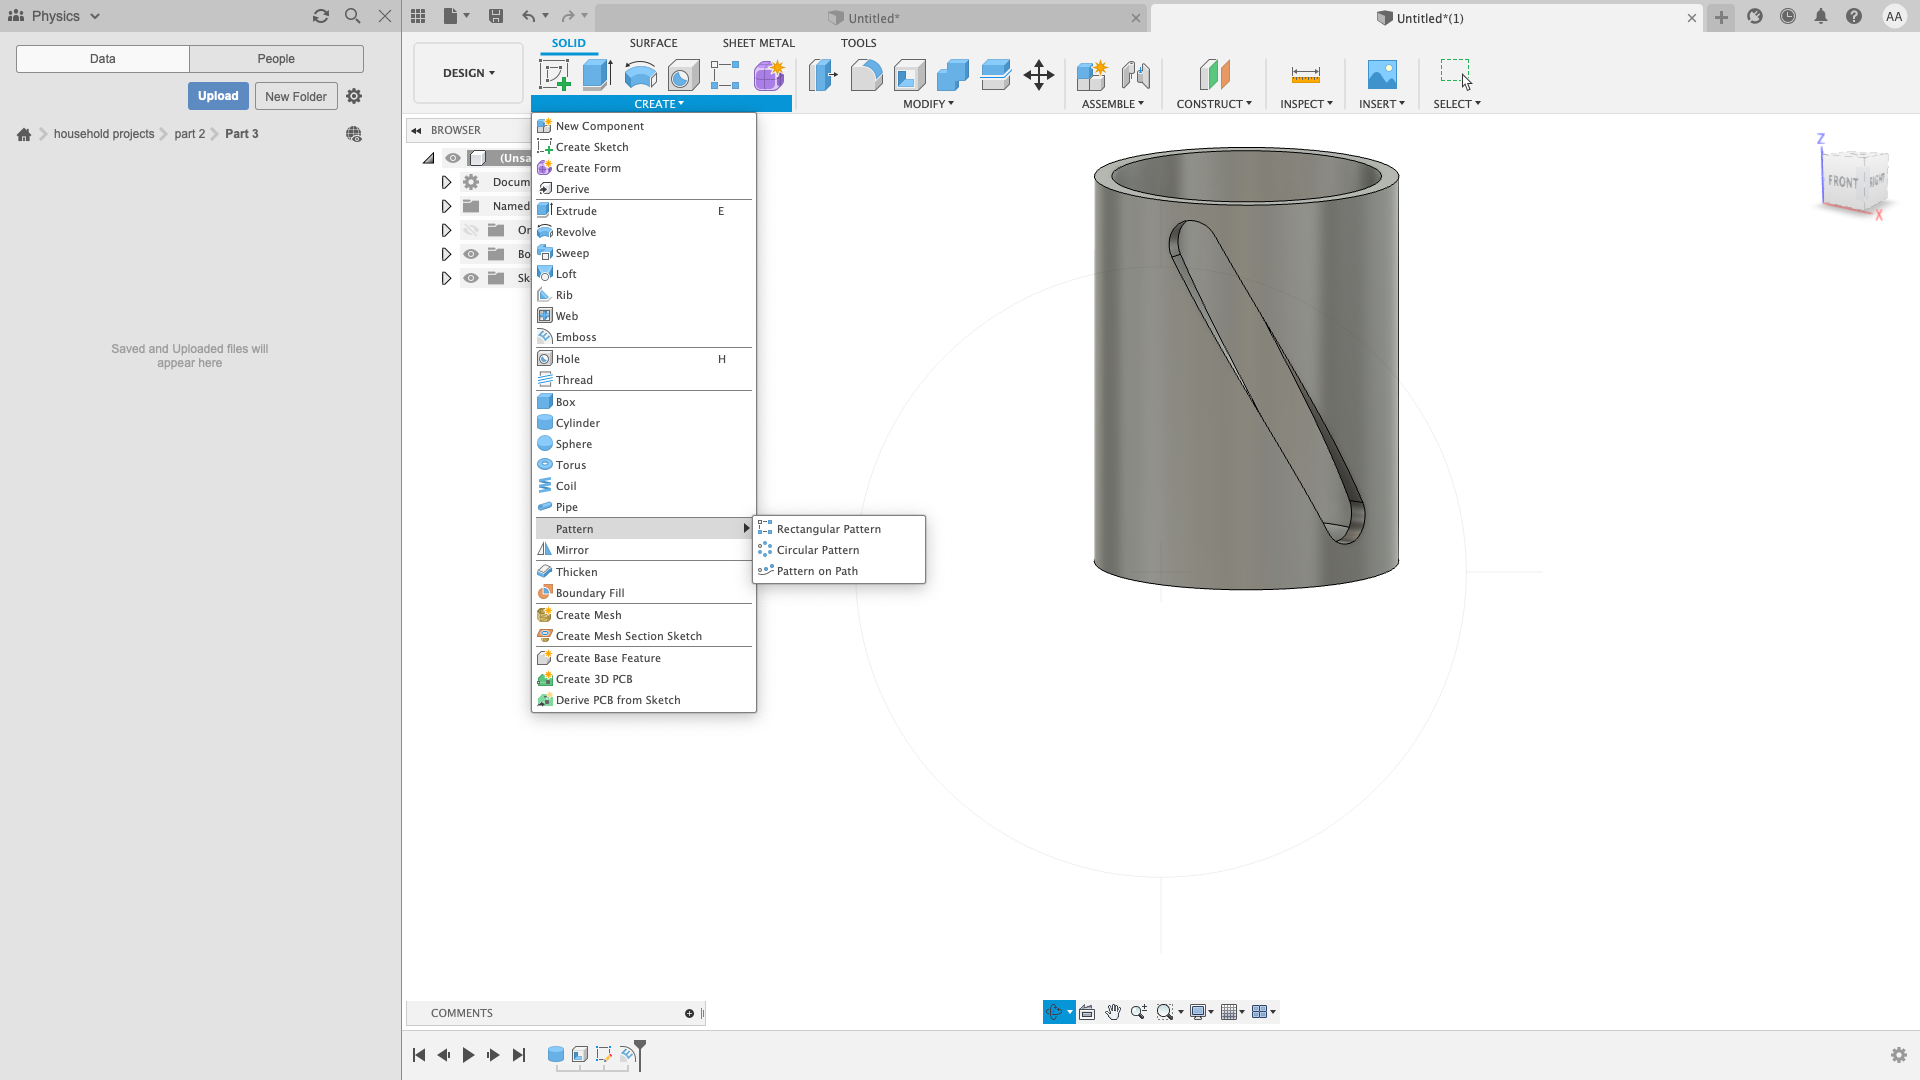 Physics
Untitled*
Untitled*(1)
AA
Data
People
Upload
New Folder
household projects
part 2
Part 3
Saved and Uploaded files will
appear here
DESIGN
SOLID
SURFACE
SHEET METAL
TOOLS
CREATE
MODIFY
ASSEMBLE
CONSTRUCT
INSPECT
INSERT
SELECT
BROWSER
(Unsa
Docum
Named
Or
Bo
Sk
New Component
Create Sketch
Create Form
Derive
Extrude E
Revolve
Sweep
Loft
Rib
Web
Emboss
Hole H
Thread
Box
Cylinder
Sphere
Torus
Coil
Pipe
Pattern
Mirror
Thicken
Boundary Fill
Create Mesh
Create Mesh Section Sketch
Create Base Feature
Create 3D PCB
Derive PCB from Sketch
Rectangular Pattern
Circular Pattern
Pattern on Path
Z
FRONT
RIGHT
X
COMMENTS